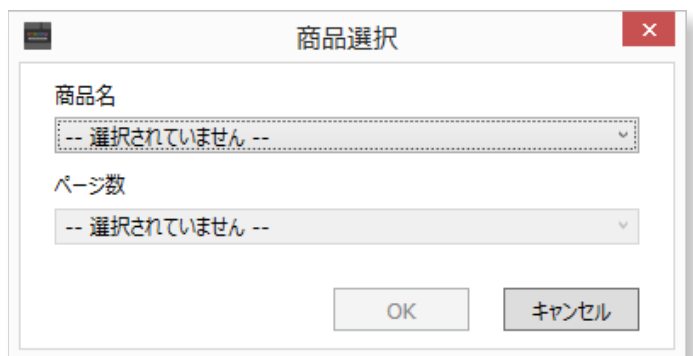 商品選択
商品名
-- 選択されていません --
ページ数
-- 選択されていません --
OK
キャンセル